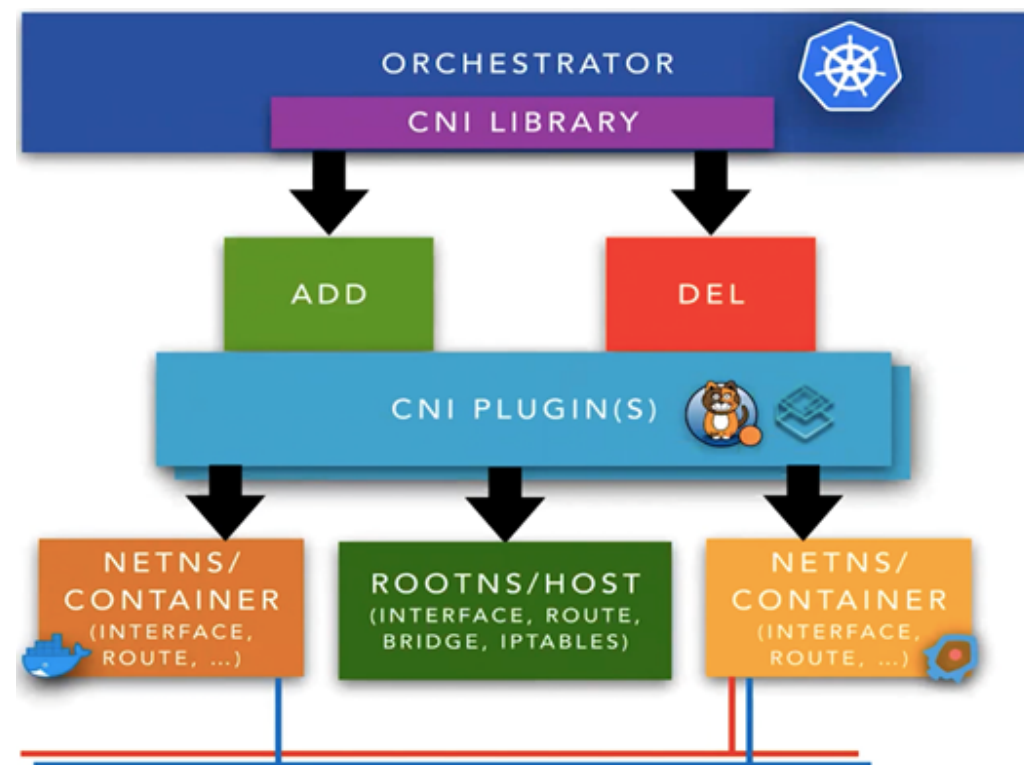 ORCHESTRATOR
CNI LIBRARY
ADD
DEL
CNI PLUGIN(S)
NETNS/
CONTAINER
(INTERFACE,
ROUTE, ...)
ROOTNS/HOST
(INTERFACE, ROUTE,
BRIDGE, IPTABLES)
NETNS/
CONTAINER
(INTERFACE,
ROUTE, ...)